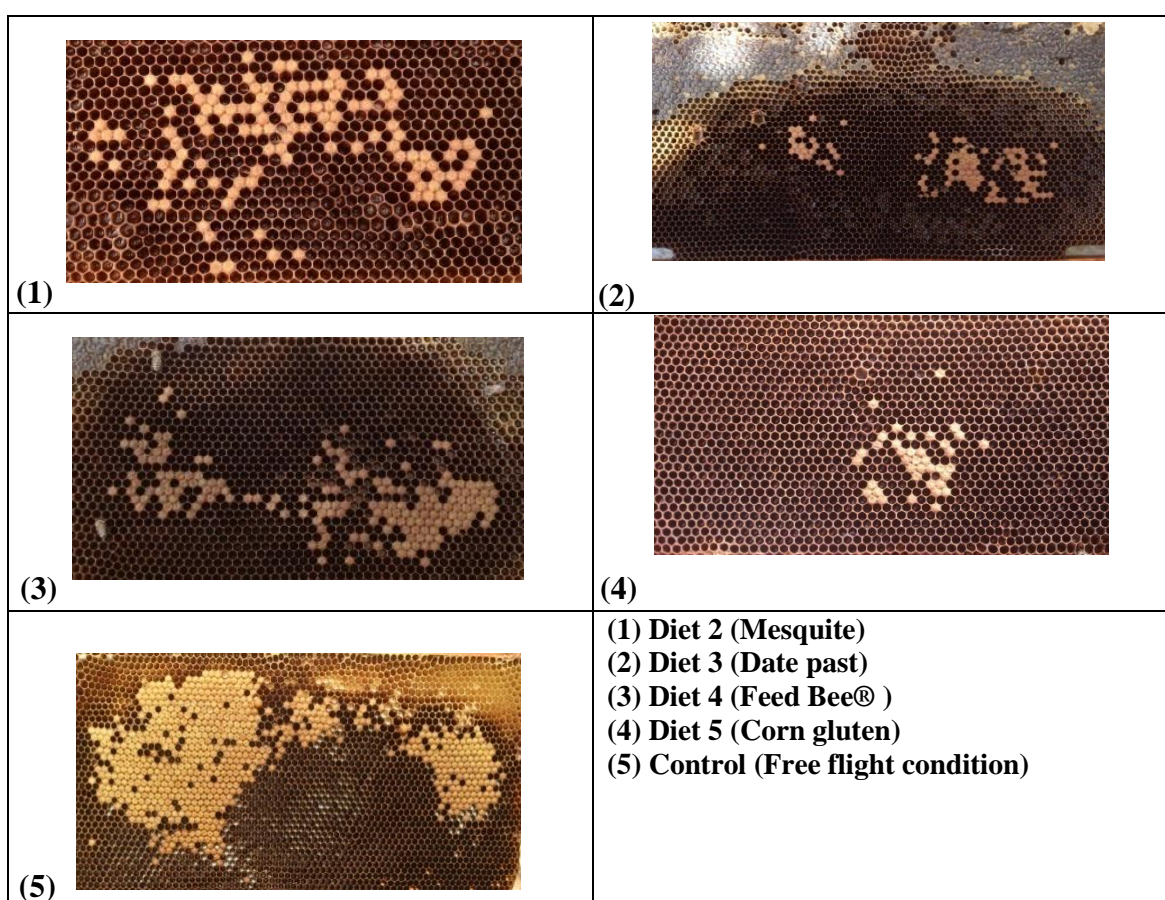 (1)
(2)
(3)
(4)
(5)
(1) Diet 2 (Mesquite)
(2) Diet 3 (Date past)
(3) Diet 4 (Feed Bee® )
(4) Diet 5 (Corn gluten)
(5) Control (Free flight condition)